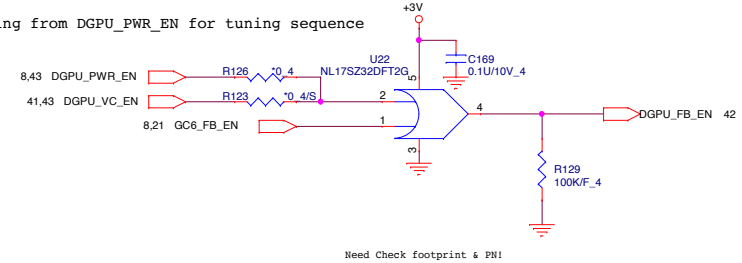 +3V
ing from DGPU_PWR_EN for tuning sequence
U22
NL17SZ32DFT2G
C169
0.1U/10V_4
8,43 DGPU_PWR_EN
R126 *0_4
5
41,43 DGPU_VC_EN
R123 *0_4/S
2
4
DGPU_FB_EN 42
8,21 GC6_FB_EN
1
3
R129
100K/F_4
Need Check footprint & PN!